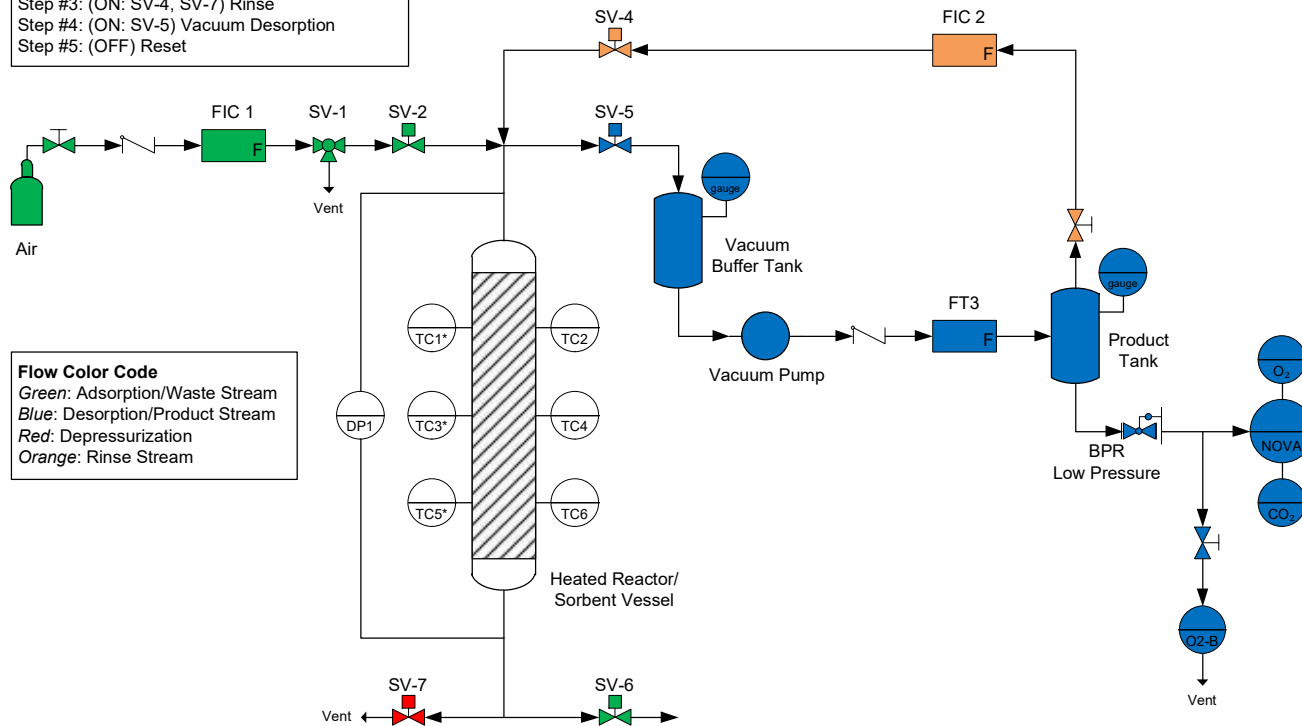 Step #3: (ON: SV-4, SV-7) Rinse
Step #4: (ON: SV-5) Vacuum Desorption
Step #5: (OFF) Reset
SV-4
FIC 2
F
FIC 1
F
SV-1
SV-2
SV-5
Vent
Air
gauge
Vacuum
Buffer Tank
gauge
FT3
F
Vacuum Pump
Product
Tank
TC1*
TC2
Flow Color Code
Green: Adsorption/Waste Stream
Blue: Desorption/Product Stream
Red: Depressurization
Orange: Rinse Stream
DP1
TC3*
TC4
TC5*
TC6
O₂
NOVA
CO₂
BPR
Low Pressure
Heated Reactor/
Sorbent Vessel
O2-B
Vent
SV-7
SV-6
Vent